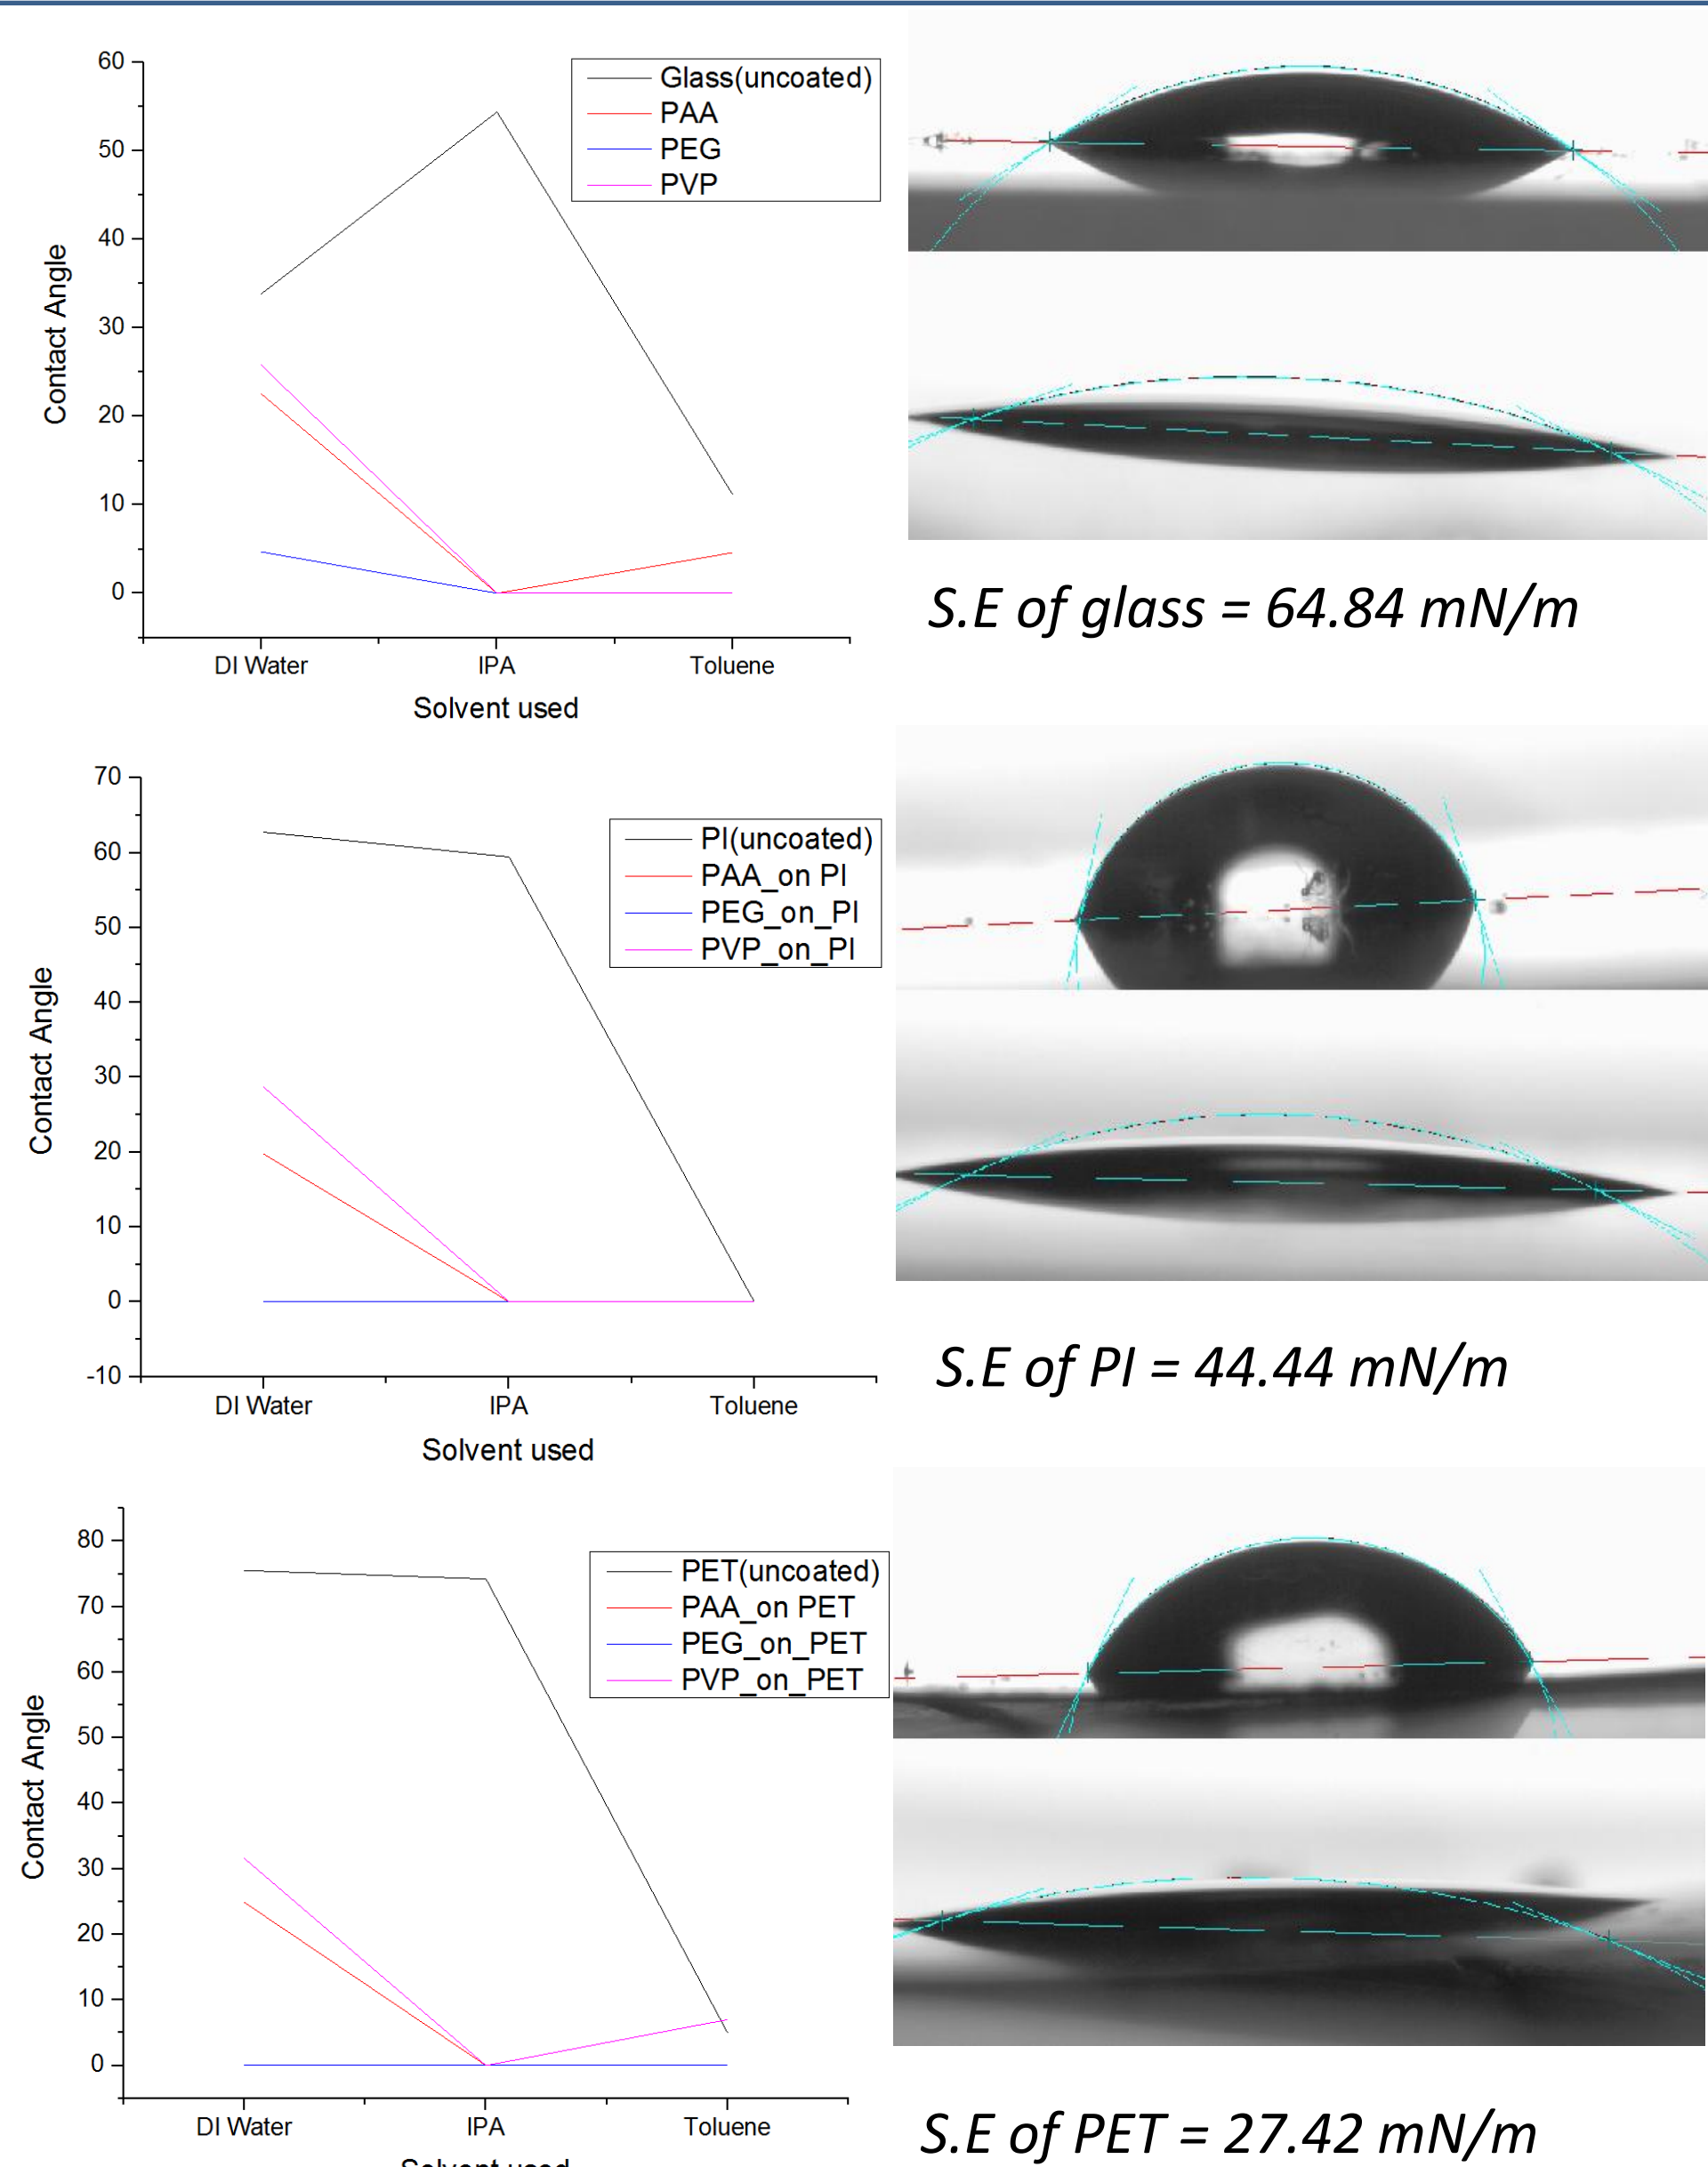 60
50
40
30
20
10
0
Contact Angle
Glass(uncoated)
PAA
PEG
PVP
DI Water
IPA
Toluene
Solvent used
S.E of glass = 64.84 mN/m
70
60
50
40
30
20
10
0
-10
Contact Angle
PI(uncoated)
PAA_on PI
PEG_on_PI
PVP_on_PI
DI Water
IPA
Toluene
Solvent used
S.E of PI = 44.44 mN/m
80
70
60
50
40
30
20
10
0
Contact Angle
PET(uncoated)
PAA_on PET
PEG_on_PET
PVP_on_PET
DI Water
IPA
Toluene
Solvent used
S.E of PET = 27.42 mN/m